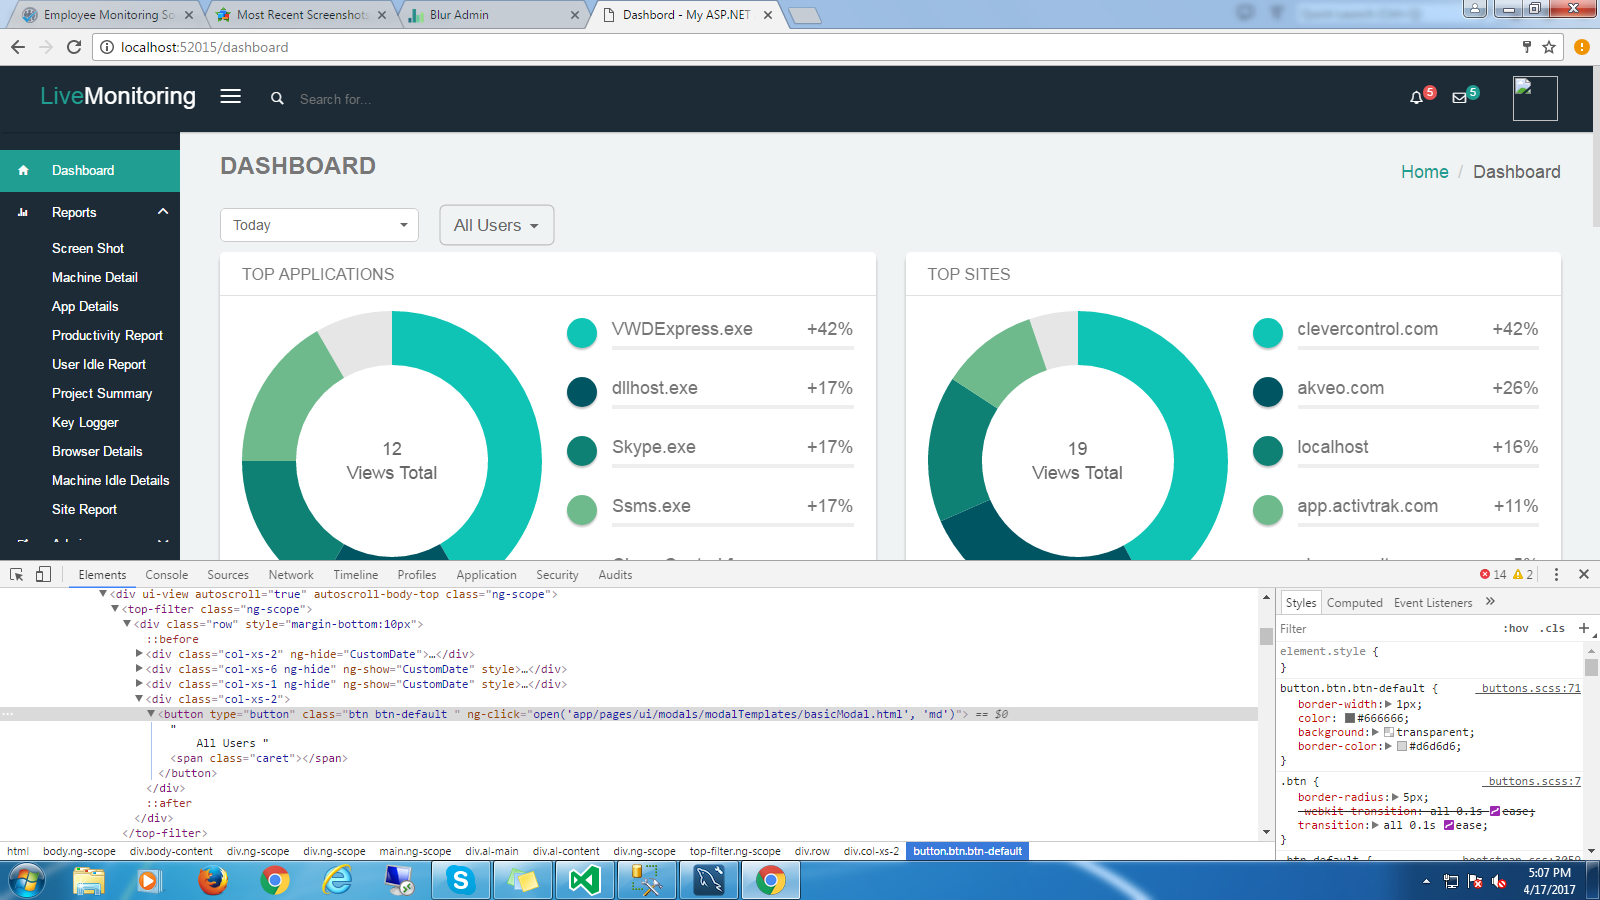 Employee Monitoring So
Most Recent Screenshots
Blur Admin
Dashbord - My ASP.NET
localhost:52015/dashboard
LiveMonitoring
Search for...
5
5
Dashboard
Reports
Screen Shot
Machine Detail
App Details
Productivity Report
User Idle Report
Project Summary
Key Logger
Browser Details
Machine Idle Details
Site Report
DASHBOARD
Home / Dashboard
Today
All Users
TOP APPLICATIONS
12
Views Total
VWDExpress.exe +42%
dllhost.exe +17%
Skype.exe +17%
Ssms.exe +17%
TOP SITES
19
Views Total
clevercontrol.com +42%
akveo.com +26%
localhost +16%
app.activtrak.com +11%
Elements Console Sources Network Timeline Profiles Application Security Audits
14 2
<div ui-view autoscroll="true" autoscroll-body-top class="ng-scope">
<top-filter class="ng-scope">
<div class="row" style="margin-bottom:10px">
::before
<div class="col-xs-2" ng-hide="CustomDate">…</div>
<div class="col-xs-6 ng-hide" ng-show="CustomDate" style>…</div>
<div class="col-xs-1 ng-hide" ng-show="CustomDate" style>…</div>
<div class="col-xs-2">
<button type="button" class="btn btn-default " ng-click="open('app/pages/ui/modals/modalTemplates/basicModal.html', 'md')"> == $0
"
All Users "
<span class="caret"></span>
</button>
</div>
::after
</div>
</top-filter>
html body.ng-scope div.body-content div.ng-scope div.ng-scope main.ng-scope div.al-main div.al-content div.ng-scope top-filter.ng-scope div.row div.col-xs-2 button.btn.btn-default
Styles Computed Event Listeners »
Filter :hov .cls +
element.style {
}
button.btn.btn-default { _buttons.scss:71
border-width: 1px;
color: #666666;
background: transparent;
border-color: #d6d6d6;
}
.btn { _buttons.scss:7
border-radius: 5px;
-webkit-transition: all 0.1s ease;
transition: all 0.1s ease;
}
5:07 PM
4/17/2017